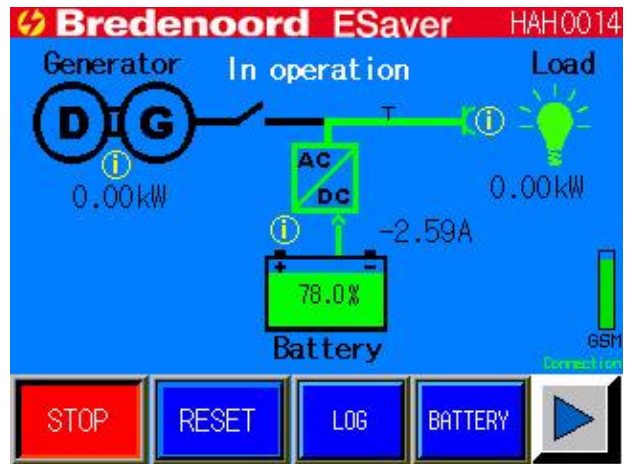 Bredenoord ESaver HAH0014
Generator In operation Load
D G
AC
DC
0.00kW
0.00kW
-2.59A
+ -
78.0%
Battery
GSM
Connection
STOP RESET LOG BATTERY